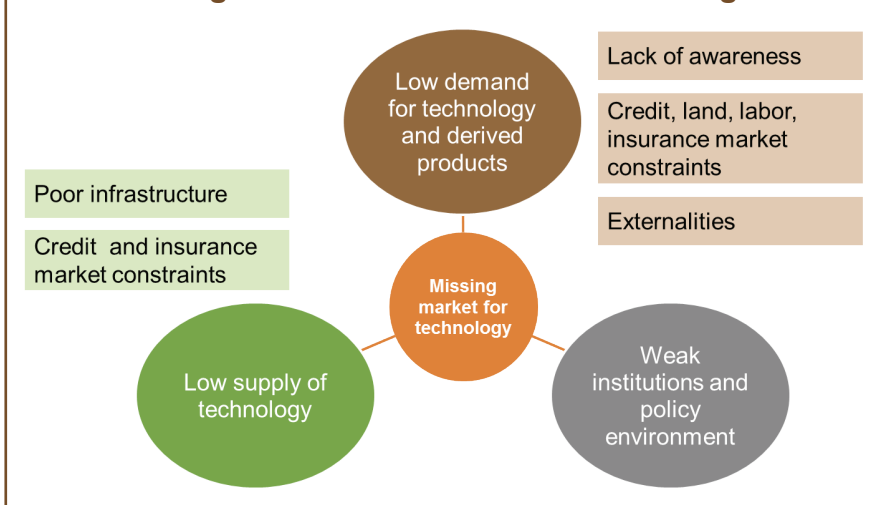 Low demand
for technology
and derived
products
Lack of awareness
Credit, land, labor,
insurance market
constraints
Externalities
Poor infrastructure
Credit and insurance
market constraints
Missing
market for
technology
Low supply of
technology
Weak
institutions and
policy
environment